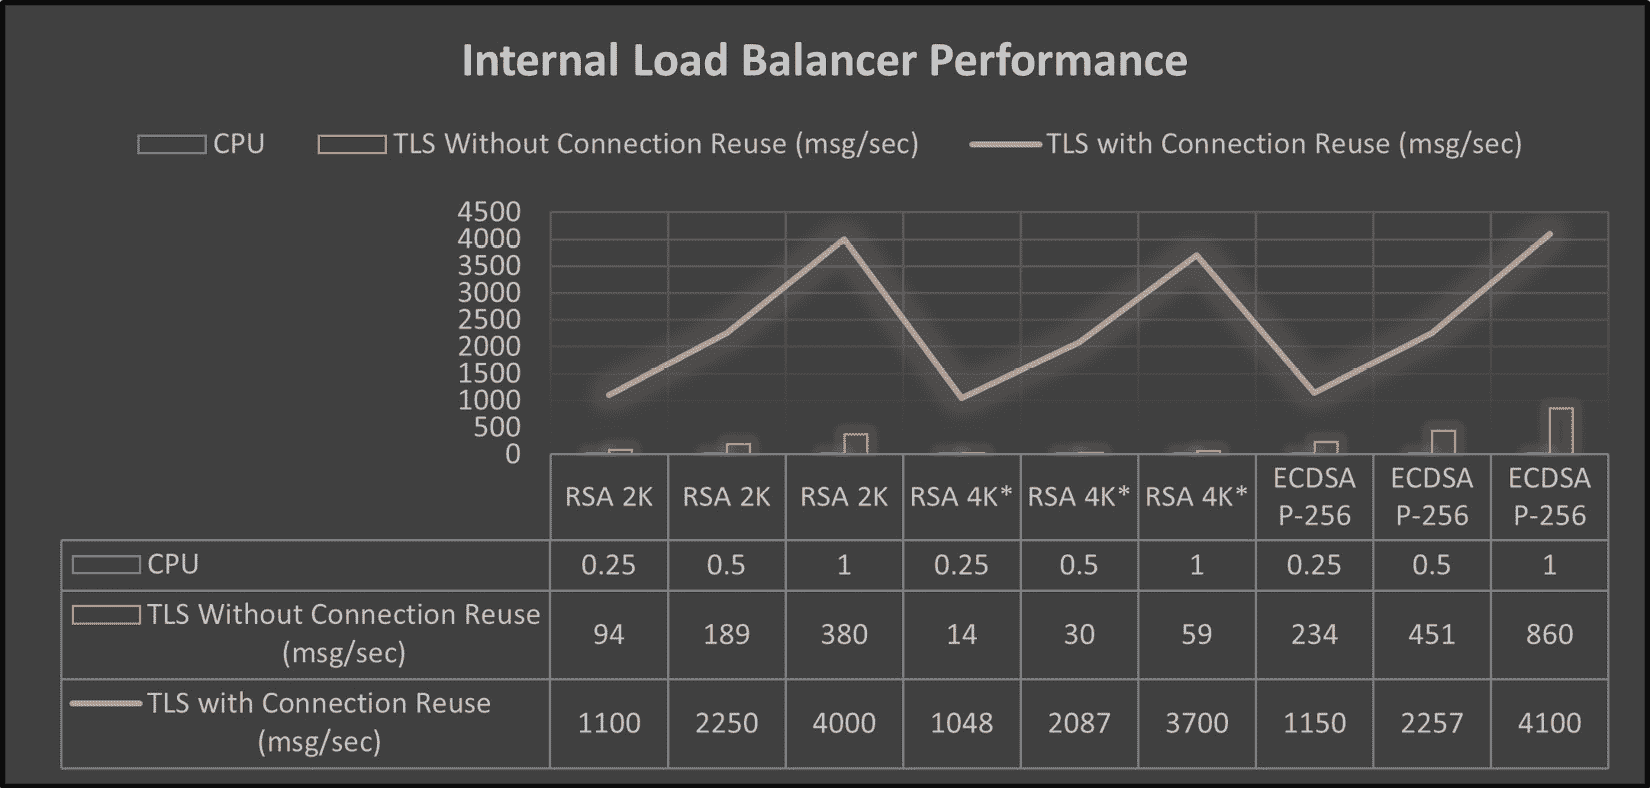 Internal Load Balancer Performance
CPU TLS Without Connection Reuse (msg/sec) TLS with Connection Reuse (msg/sec)
4500
4000
3500
3000
2500
2000
1500
1000
500
0
RSA 2K RSA 2K RSA 2K RSA 4K* RSA 4K* RSA 4K* ECDSA P-256 ECDSA P-256 ECDSA P-256
CPU 0.25 0.5 1 0.25 0.5 1 0.25 0.5 1
TLS Without Connection Reuse
(msg/sec) 94 189 380 14 30 59 234 451 860
TLS with Connection Reuse
(msg/sec) 1100 2250 4000 1048 2087 3700 1150 2257 4100